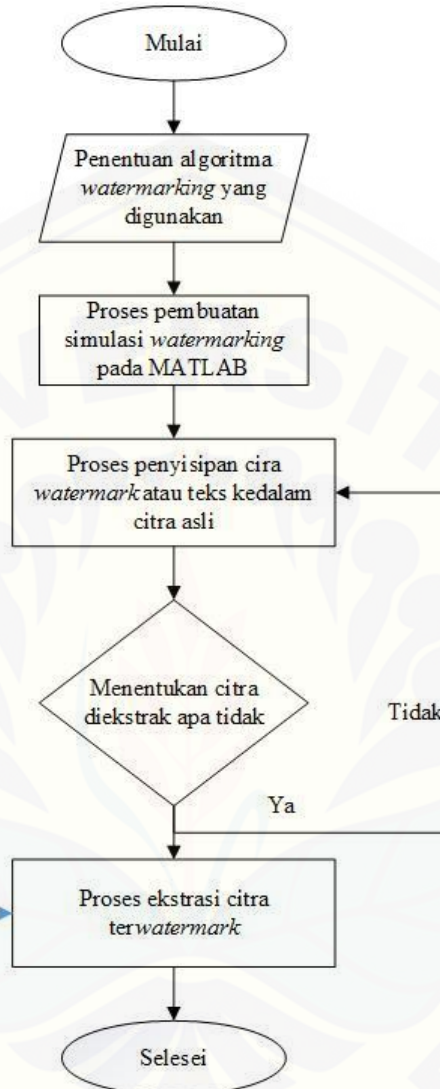 Mulai
Penentuan algoritma
watermarking yang
digunakan
Proses pembuatan
simulasi watermarking
pada MATLAB
Proses penyisipan cira
watermark atau teks kedalam
citra asli
Menentukan citra
diekstrak apa tidak
Tidak
Ya
Proses ekstrasi citra
terwatermark
Selesei